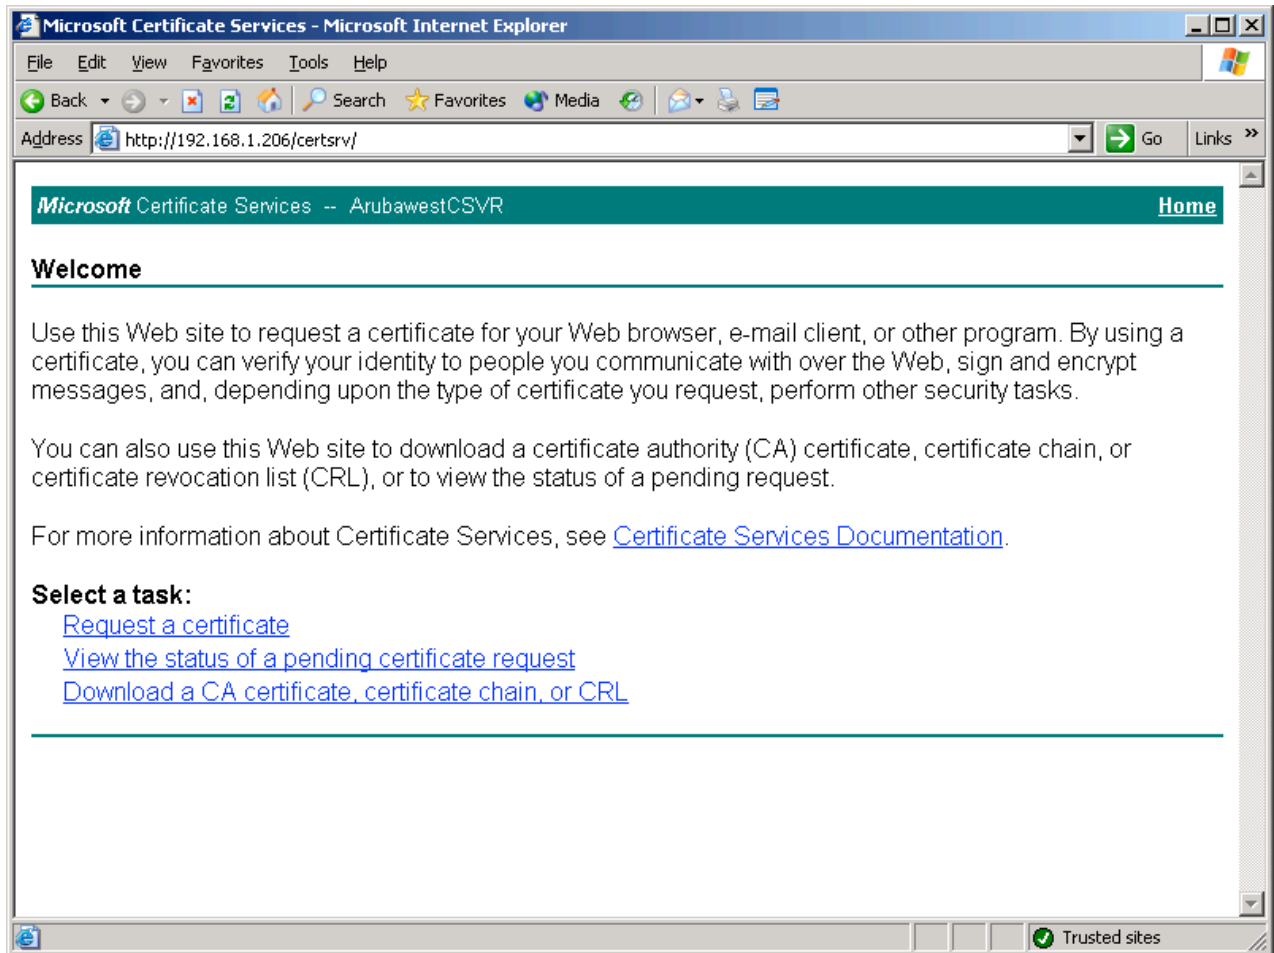 Microsoft Certificate Services - Microsoft Internet Explorer
File Edit View Favorites Tools Help
Back Search Favorites Media
Address http://192.168.1.206/certsrv/ Go Links »
Microsoft Certificate Services -- ArubawestCSVR Home
Welcome
Use this Web site to request a certificate for your Web browser, e-mail client, or other program. By using a
certificate, you can verify your identity to people you communicate with over the Web, sign and encrypt
messages, and, depending upon the type of certificate you request, perform other security tasks.
You can also use this Web site to download a certificate authority (CA) certificate, certificate chain, or
certificate revocation list (CRL), or to view the status of a pending request.
For more information about Certificate Services, see Certificate Services Documentation.
Select a task:
Request a certificate
View the status of a pending certificate request
Download a CA certificate, certificate chain, or CRL
Trusted sites